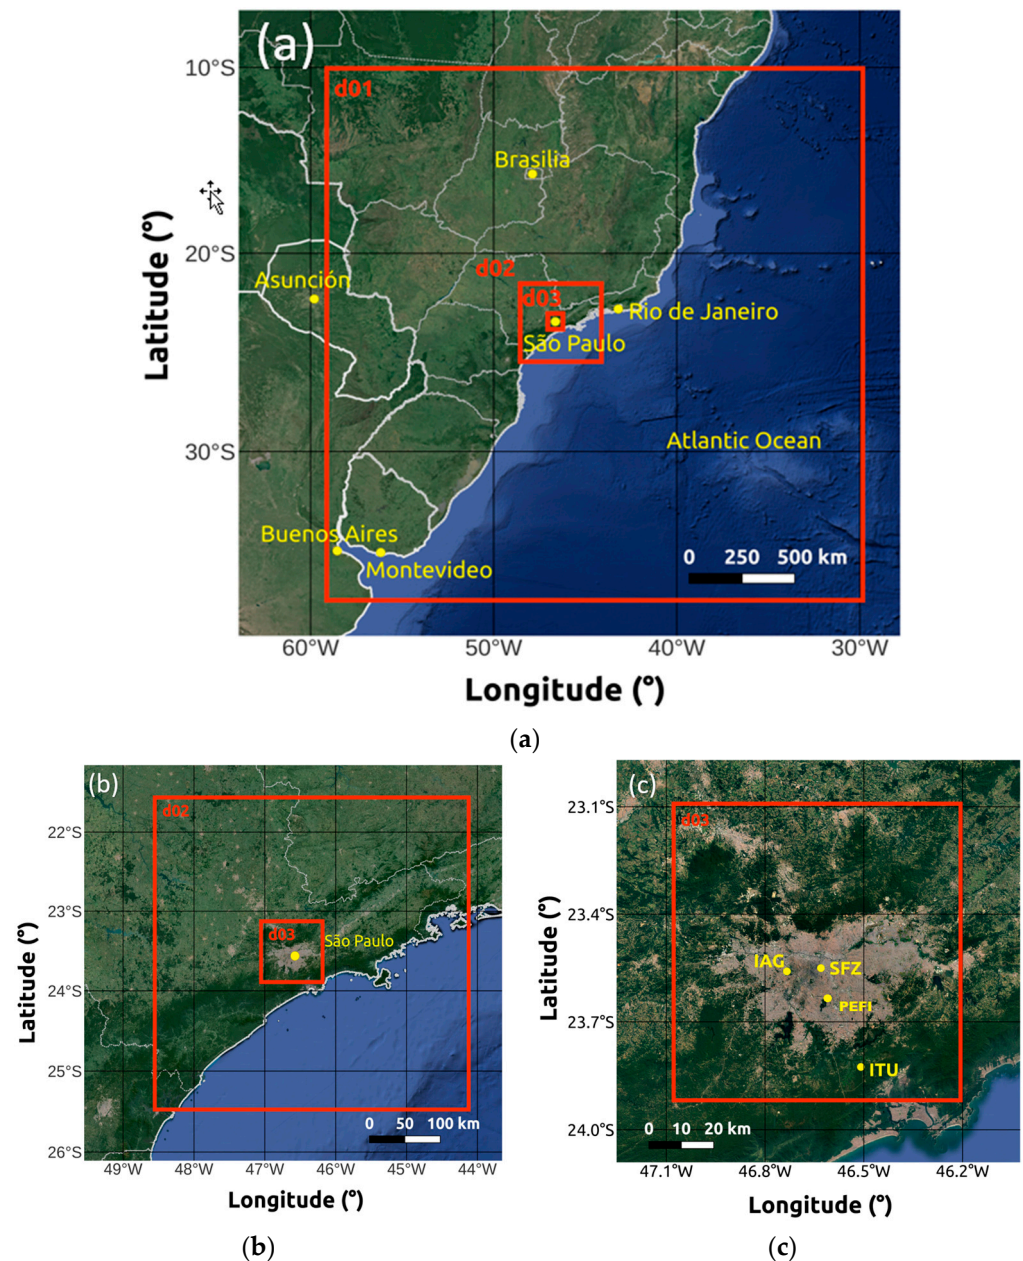 (a)
10°S
d01
Brasilia
20°S
d02
Asunción
d03
Rio de Janeiro
São Paulo
Latitude (°)
Atlantic Ocean
30°S
Buenos Aires
Montevideo
0 250 500 km
60°W 50°W 40°W 30°W
Longitude (°)
(a)
(b)
d02
22°S
23°S
d03
São Paulo
24°S
Latitude (°)
25°S
0 50 100 km
26°S
49°W 48°W 47°W 46°W 45°W 44°W
Longitude (°)
(b)
(c)
23.1°S
d03
23.4°S
IAG
SFZ
PEFI
Latitude (°)
23.7°S
ITU
0 10 20 km
24.0°S
47.1°W 46.8°W 46.5°W 46.2°W
Longitude (°)
(c)